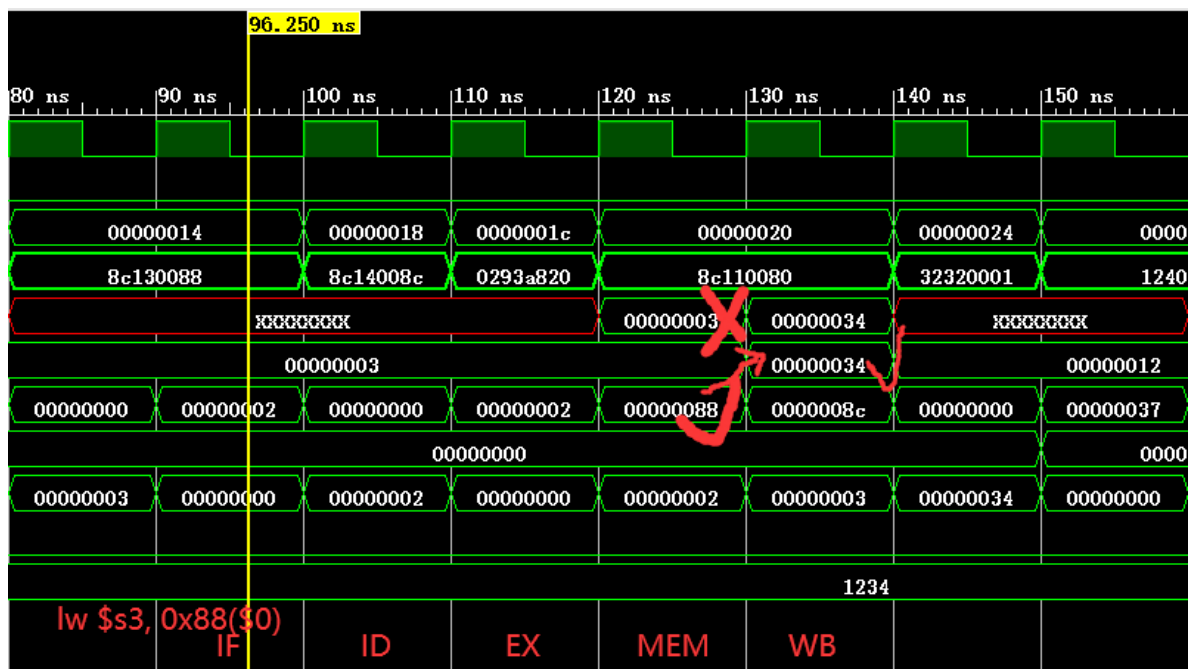 96.250 ns
80 ns 90 ns 100 ns 110 ns 120 ns 130 ns 140 ns 150 ns
00000014 00000018 0000001c 00000020 00000024 0000
8c130088 8c14008c 0293a820 8c110080 32320001 1240
XXXXXXXX 00000003 00000034 XXXXXXXX
00000003 00000034 00000012
00000000 00000002 00000000 00000002 00000088 0000008c 00000000 00000037
00000000 0000
00000003 00000000 00000002 00000000 00000002 00000003 00000034 00000000
1234
lw $s3, 0x88($0)
IF ID EX MEM WB